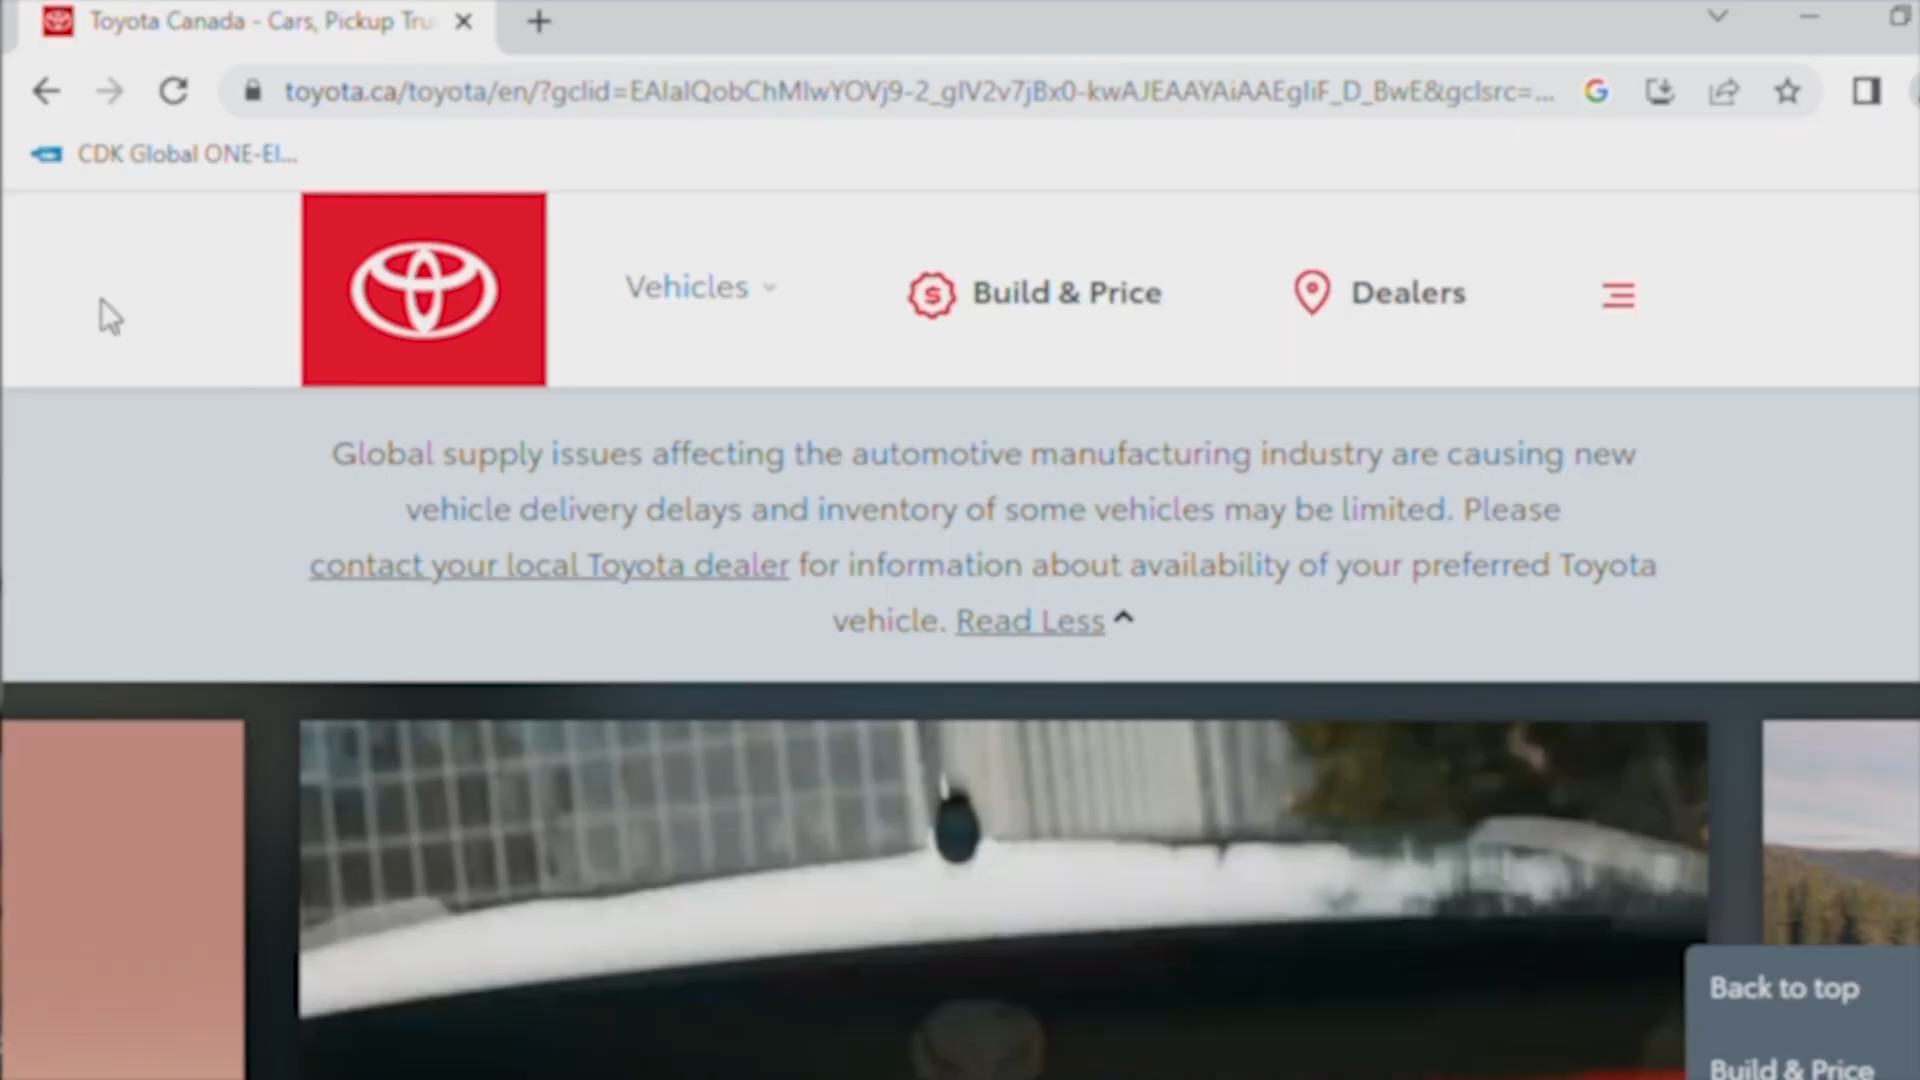 Toyota Canada - Cars, Pickup Tru
toyota.ca/toyota/en/?gclid=EAIaIQobChMIwYOVj9-2_gIV2v7jBx0-kwAJEAAYAiAAEgIiF_D_BwE&gclsrc=...
CDK Global ONE-El...
Vehicles
Build & Price
Dealers
Global supply issues affecting the automotive manufacturing industry are causing new
vehicle delivery delays and inventory of some vehicles may be limited. Please
contact your local Toyota dealer for information about availability of your preferred Toyota
vehicle. Read Less
Back to top
Build & Price